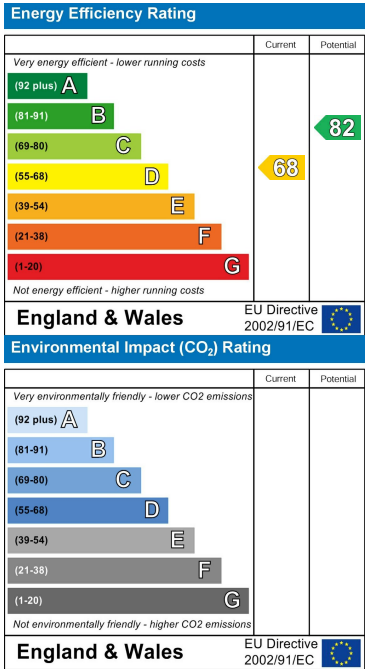 Energy Efficiency Rating
Current Potential
Very energy efficient - lower running costs
(92 plus) A
(81-91) B
(69-80) C
(55-68) D
(39-54) E
(21-38) F
(1-20) G
68
82
Not energy efficient - higher running costs
England & Wales
EU Directive
2002/91/EC
Environmental Impact (CO₂) Rating
Current Potential
Very environmentally friendly - lower CO2 emissions
(92 plus) A
(81-91) B
(69-80) C
(55-68) D
(39-54) E
(21-38) F
(1-20) G
Not environmentally friendly - higher CO2 emissions
England & Wales
EU Directive
2002/91/EC